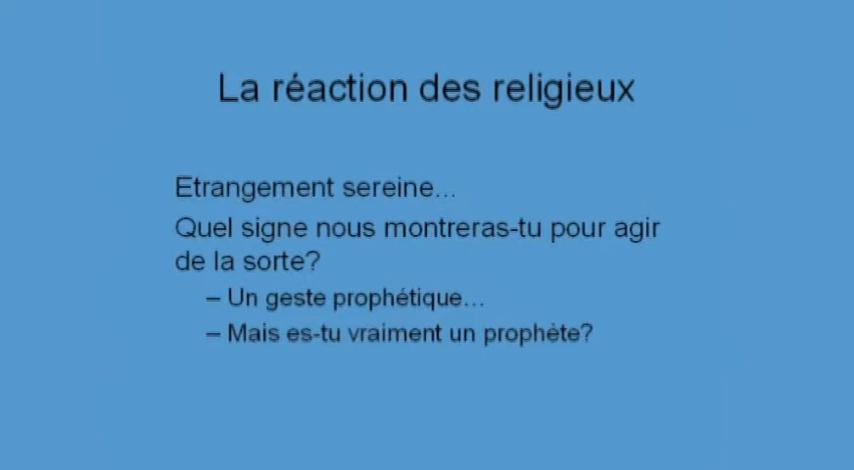 La réaction des religieux
Etrangement sereine...
Quel signe nous montreras-tu pour agir
de la sorte?
– Un geste prophétique...
– Mais es-tu vraiment un prophète?